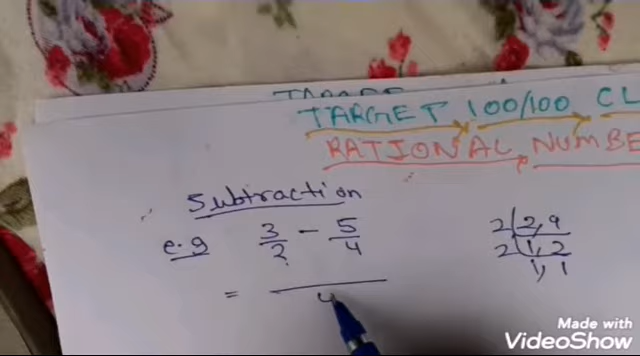 TARGET 100/100 CL
RATIONAL NUMBE
Subtraction
e.g 3/2 - 5/4
=
2 2, 4
2 1, 2
1, 1
Made with
VideoShow